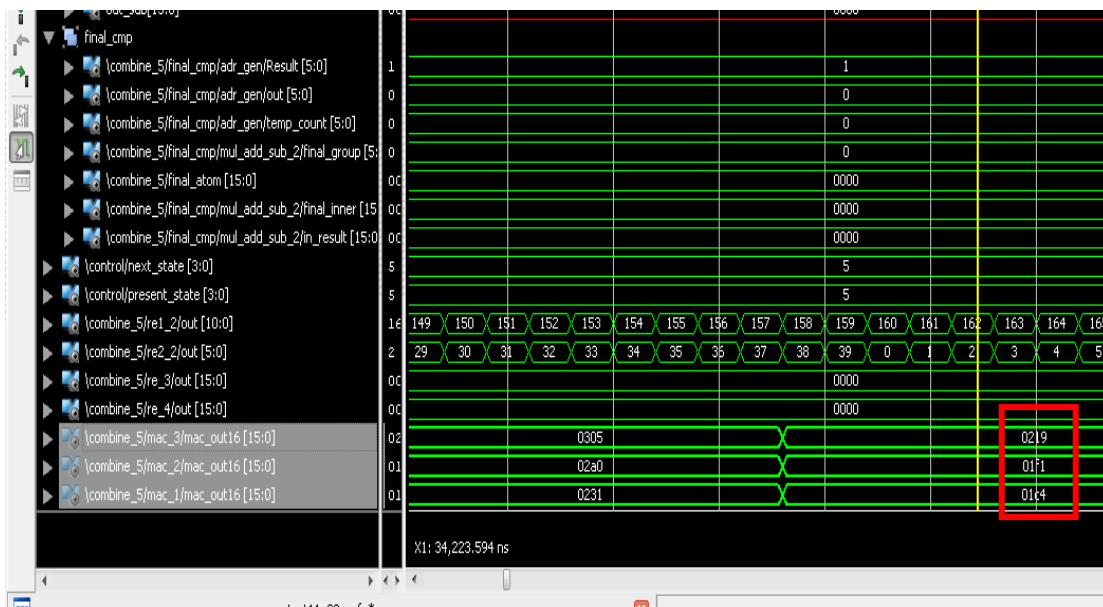 final_cmp
\combine_5/final_cmp/adr_gen/Result [5:0] 1 1
\combine_5/final_cmp/adr_gen/out [5:0] 0 0
\combine_5/final_cmp/adr_gen/temp_count [5:0] 0 0
\combine_5/final_cmp/mul_add_sub_2/final_group [5: 0 0
\combine_5/final_atom [15:0] 0000
\combine_5/final_cmp/mul_add_sub_2/final_inner [15 0000
\combine_5/final_cmp/mul_add_sub_2/in_result [15:0 0000
\control/next_state [3:0] 5 5
\control/present_state [3:0] 5 5
\combine_5/re1_2/out [10:0] 16 149 150 151 152 153 154 155 156 157 158 159 160 161 162 163 164 165
\combine_5/re2_2/out [5:0] 2 29 30 31 32 33 34 35 36 37 38 39 0 1 2 3 4 5
\combine_5/re_3/out [15:0] 0000
\combine_5/re_4/out [15:0] 0000
\combine_5/mac_3/mac_out16 [15:0] 02 0305 0219
\combine_5/mac_2/mac_out16 [15:0] 01 02a0 01f1
\combine_5/mac_1/mac_out16 [15:0] 01 0231 01c4
X1: 34,223.594 ns